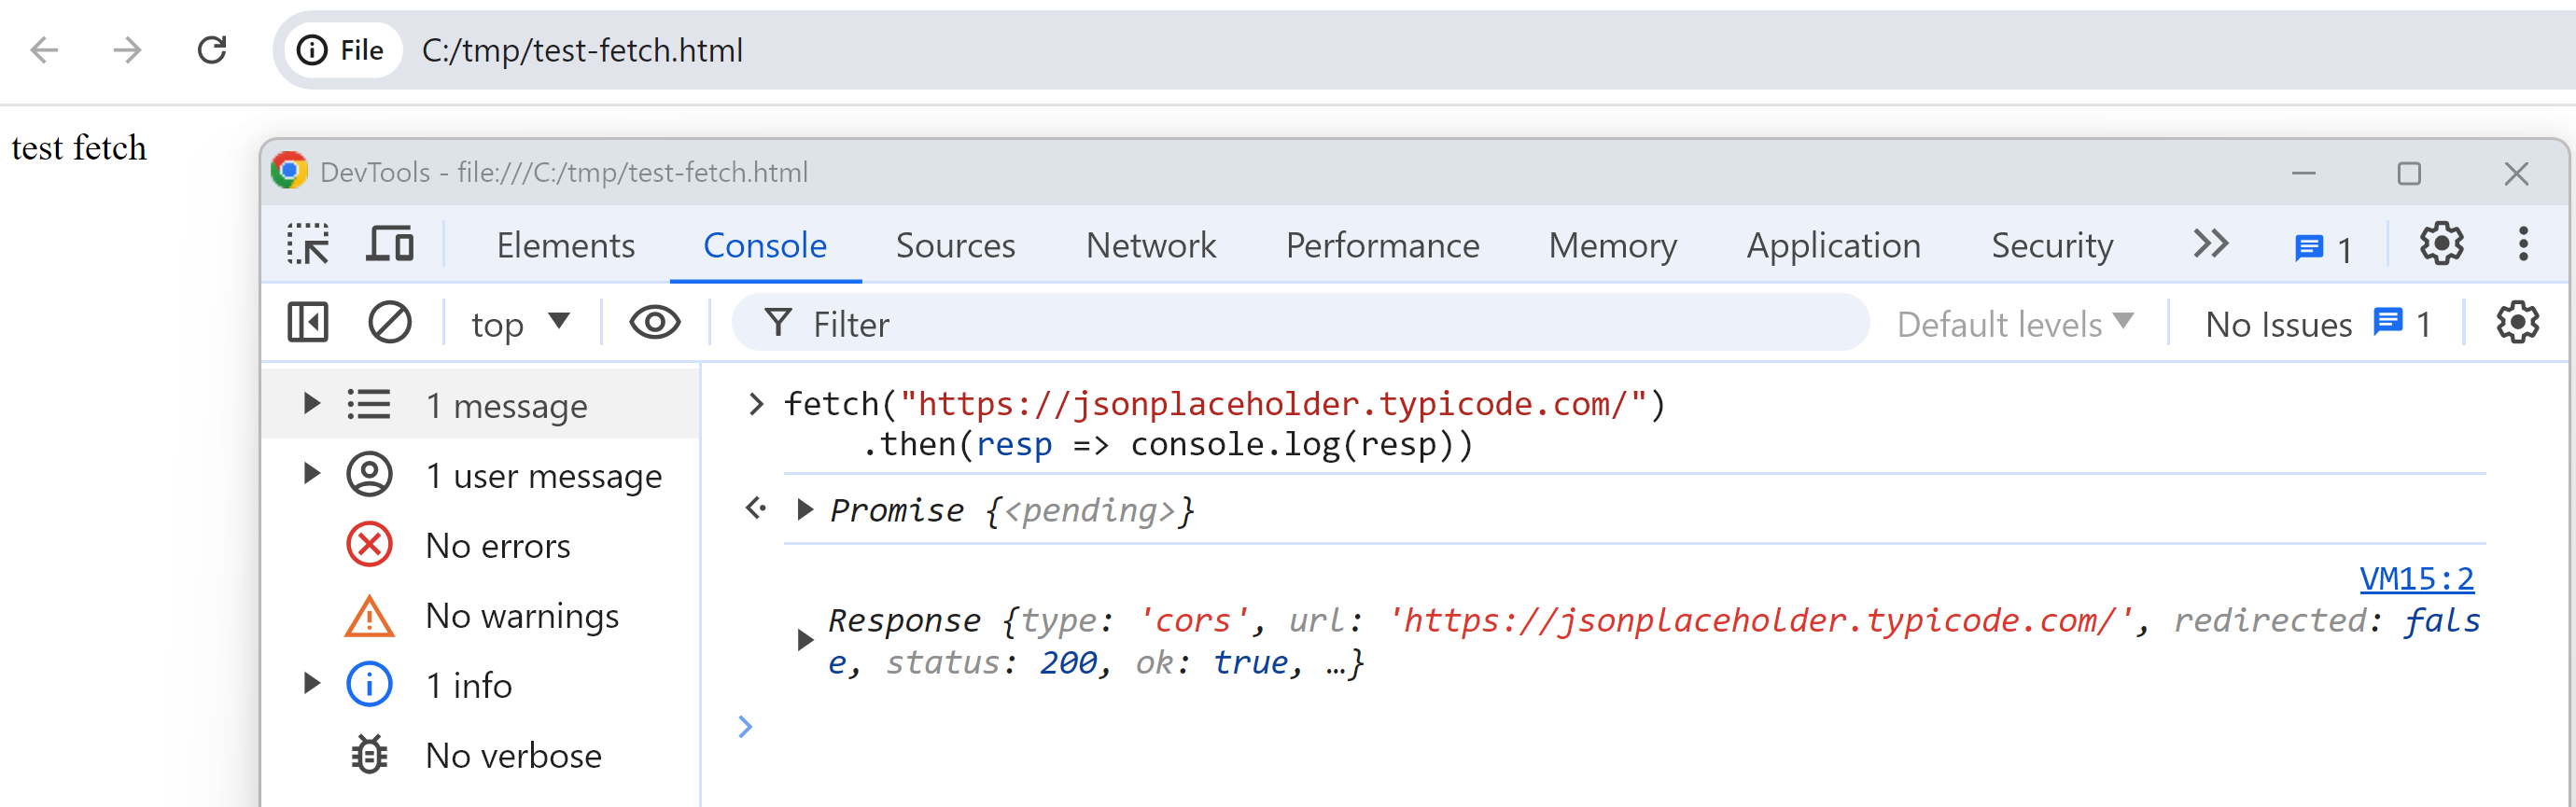 File C:/tmp/test-fetch.html
test fetch
DevTools - file:///C:/tmp/test-fetch.html
Elements Console Sources Network Performance Memory Application Security 1
top Filter Default levels No Issues 1
1 message
1 user message
No errors
No warnings
1 info
No verbose
fetch("https://jsonplaceholder.typicode.com/")
.then(resp => console.log(resp))
Promise {<pending>}
VM15:2
Response {type: 'cors', url: 'https://jsonplaceholder.typicode.com/', redirected: fals
e, status: 200, ok: true, …}